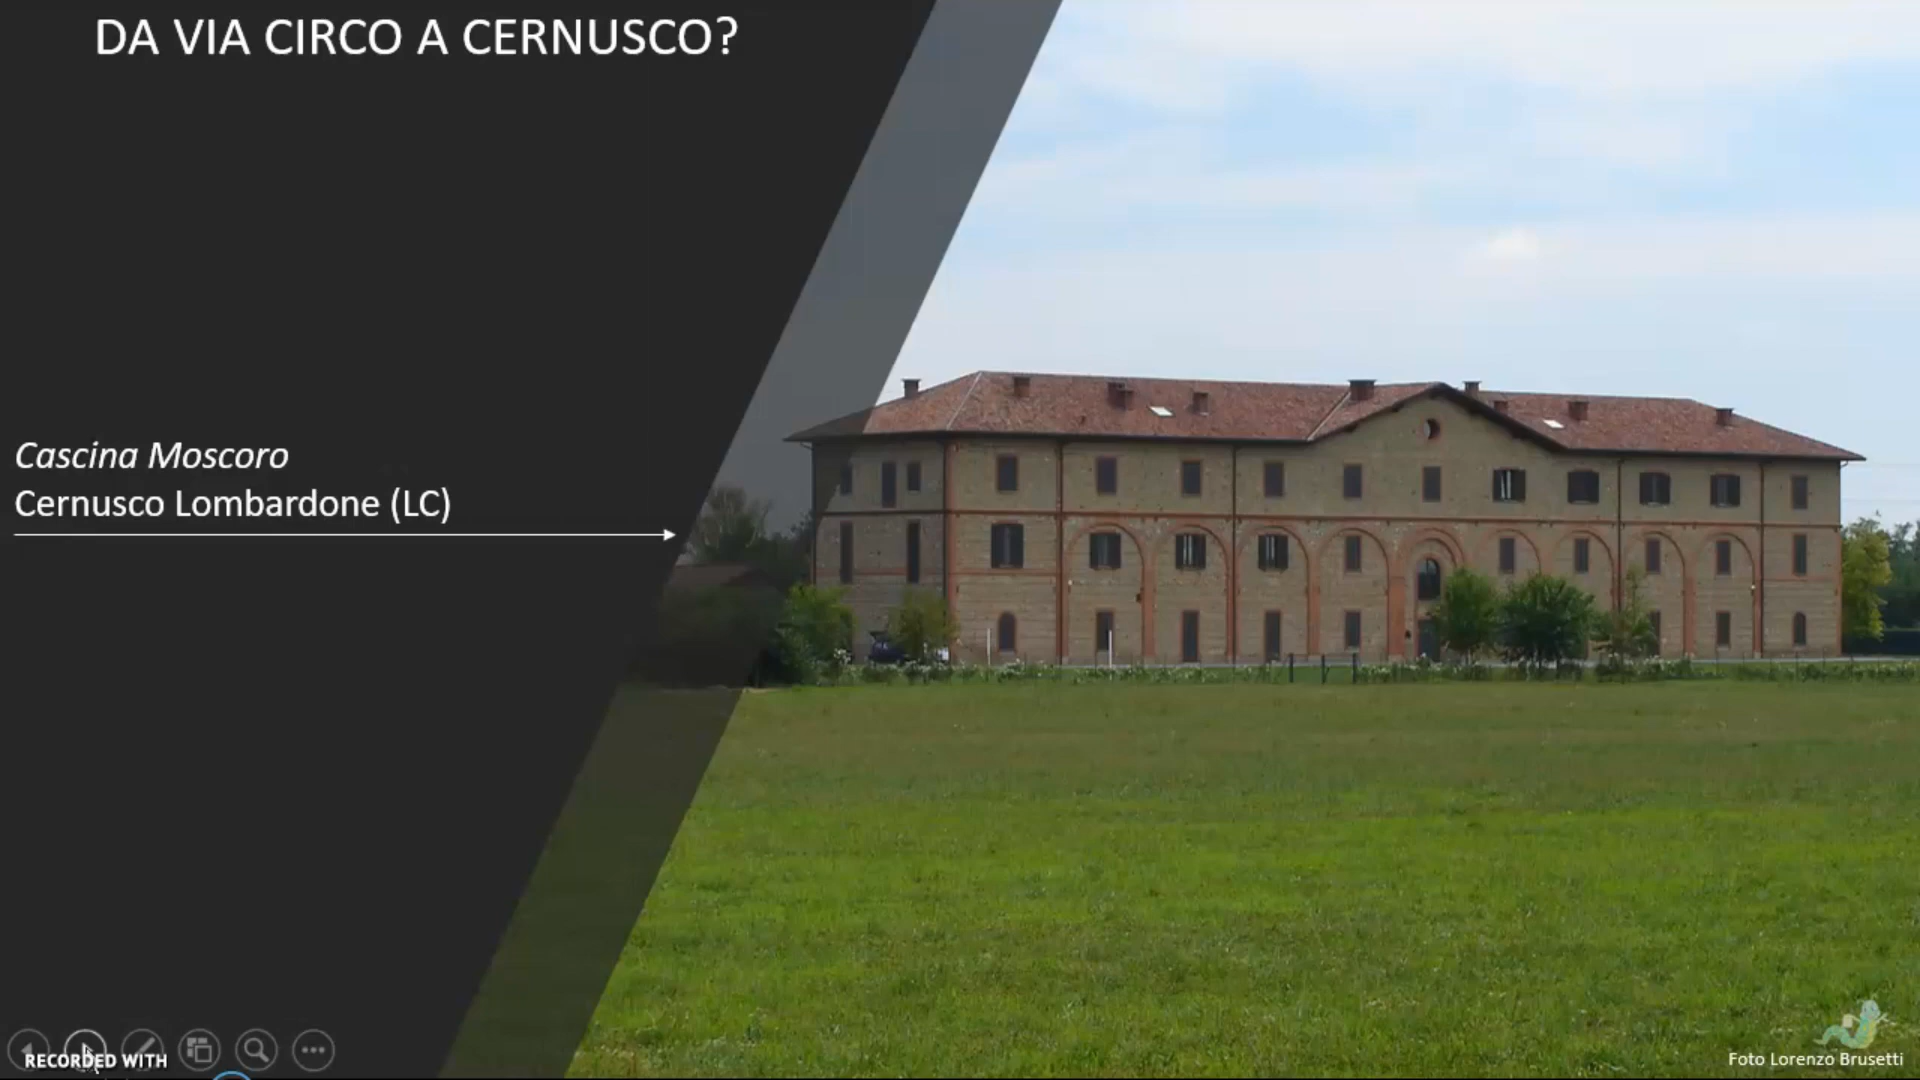 DA VIA CIRCO A CERNUSCO?
Cascina Moscoro
Cernusco Lombardone (LC)
RECORDED WITH
Foto Lorenzo Brusetti